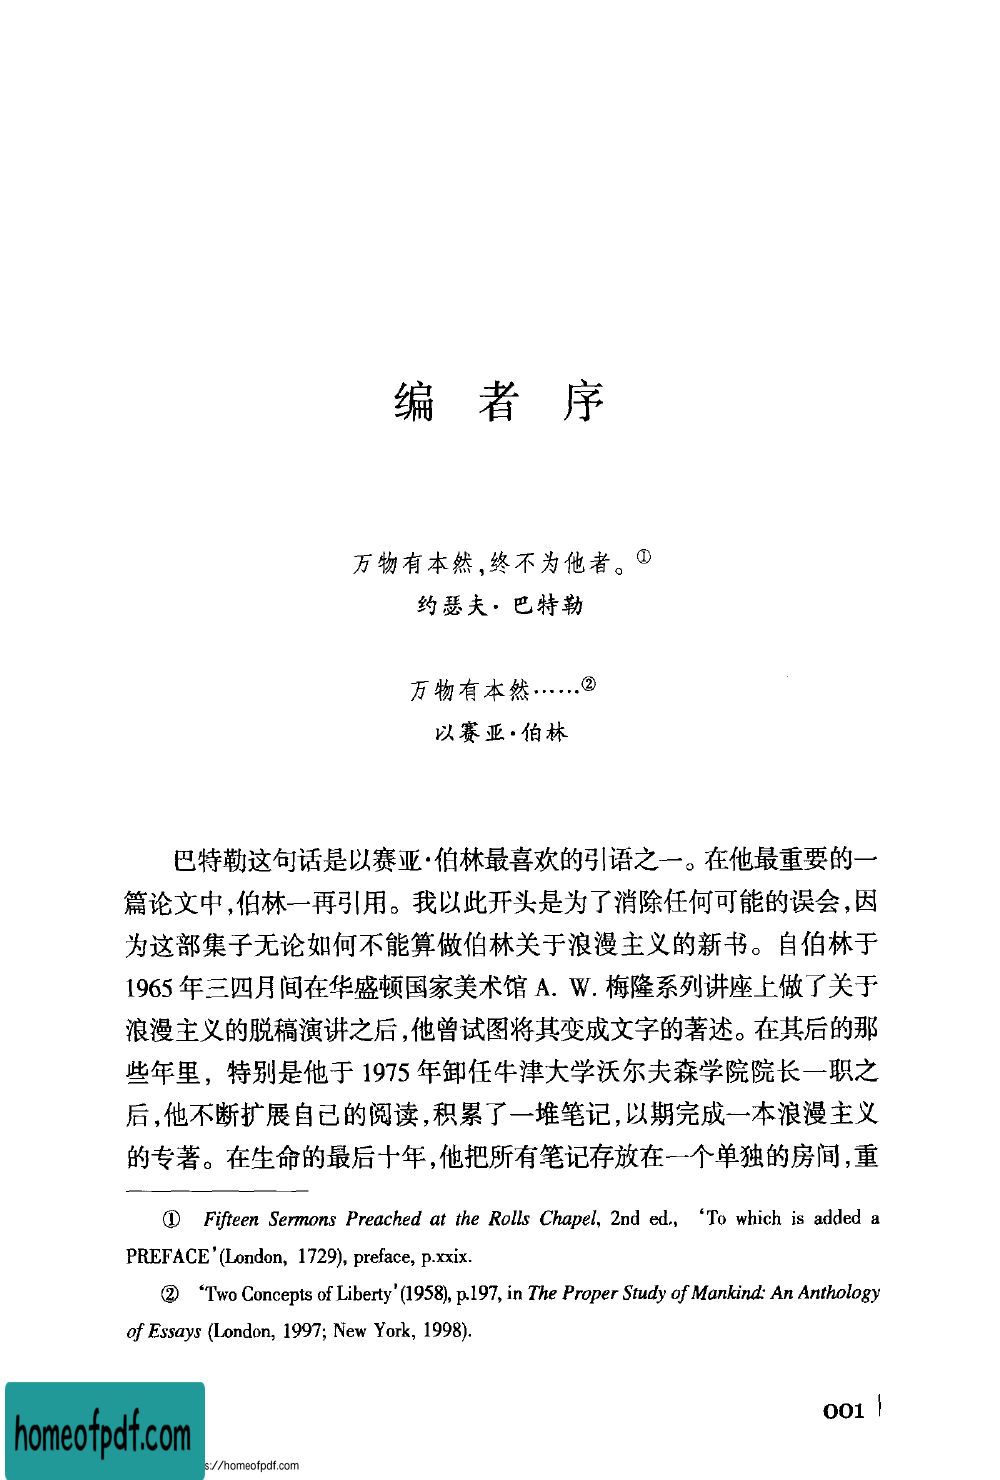 编 者 序
万物有本然,终不为他者。①
约瑟夫·巴特勒
万物有本然……②
以赛亚·伯林
巴特勒这句话是以赛亚·伯林最喜欢的引语之一。在他最重要的一
篇论文中,伯林一再引用。我以此开头是为了消除任何可能的误会,因
为这部集子无论如何不能算做伯林关于浪漫主义的新书。自伯林于
1965年三四月间在华盛顿国家美术馆 A. W. 梅隆系列讲座上做了关于
浪漫主义的脱稿演讲之后,他曾试图将其变成文字的著述。在其后的那
些年里, 特别是他于 1975 年卸任牛津大学沃尔夫森学院院长一职之
后,他不断扩展自己的阅读,积累了一堆笔记,以期完成一本浪漫主义
的专著。在生命的最后十年,他把所有笔记存放在一个单独的房间,重
① Fifteen Sermons Preached at the Rolls Chapel, 2nd ed., 'To which is added a
PREFACE'(London, 1729), preface, p.xxix.
② 'Two Concepts of Liberty'(1958), p.197, in The Proper Study of Mankind: An Anthology
of Essays (London, 1997; New York, 1998).
001
homeofpdf.com
s://homeofpdf.com